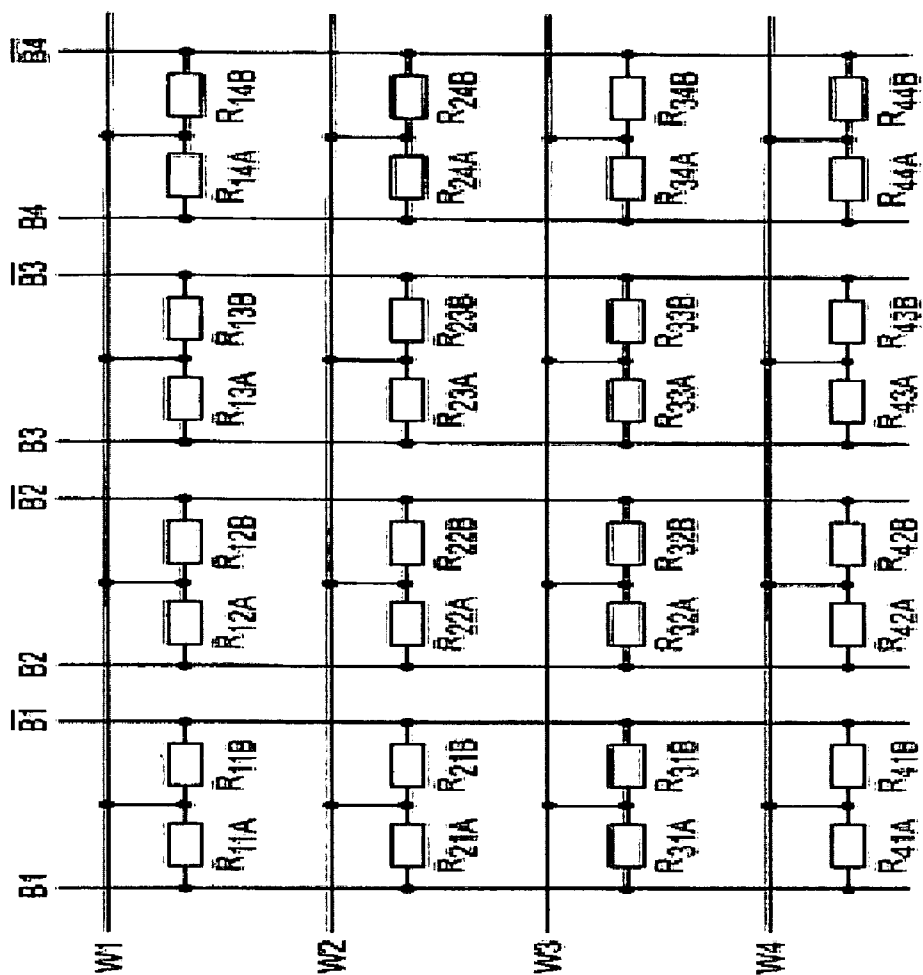 B1 B̅1̅ B2 B̅2̅ B3 B̅3̅ B4 B̅4̅
W1
R11A R11B R12A R12B R13A R13B R14A R14B
W2
R21A R21B R22A R22B R23A R23B R24A R24B
W3
R31A R31B R32A R32B R33A R33B R34A R34B
W4
R41A R41B R42A R42B R43A R43B R44A R44B